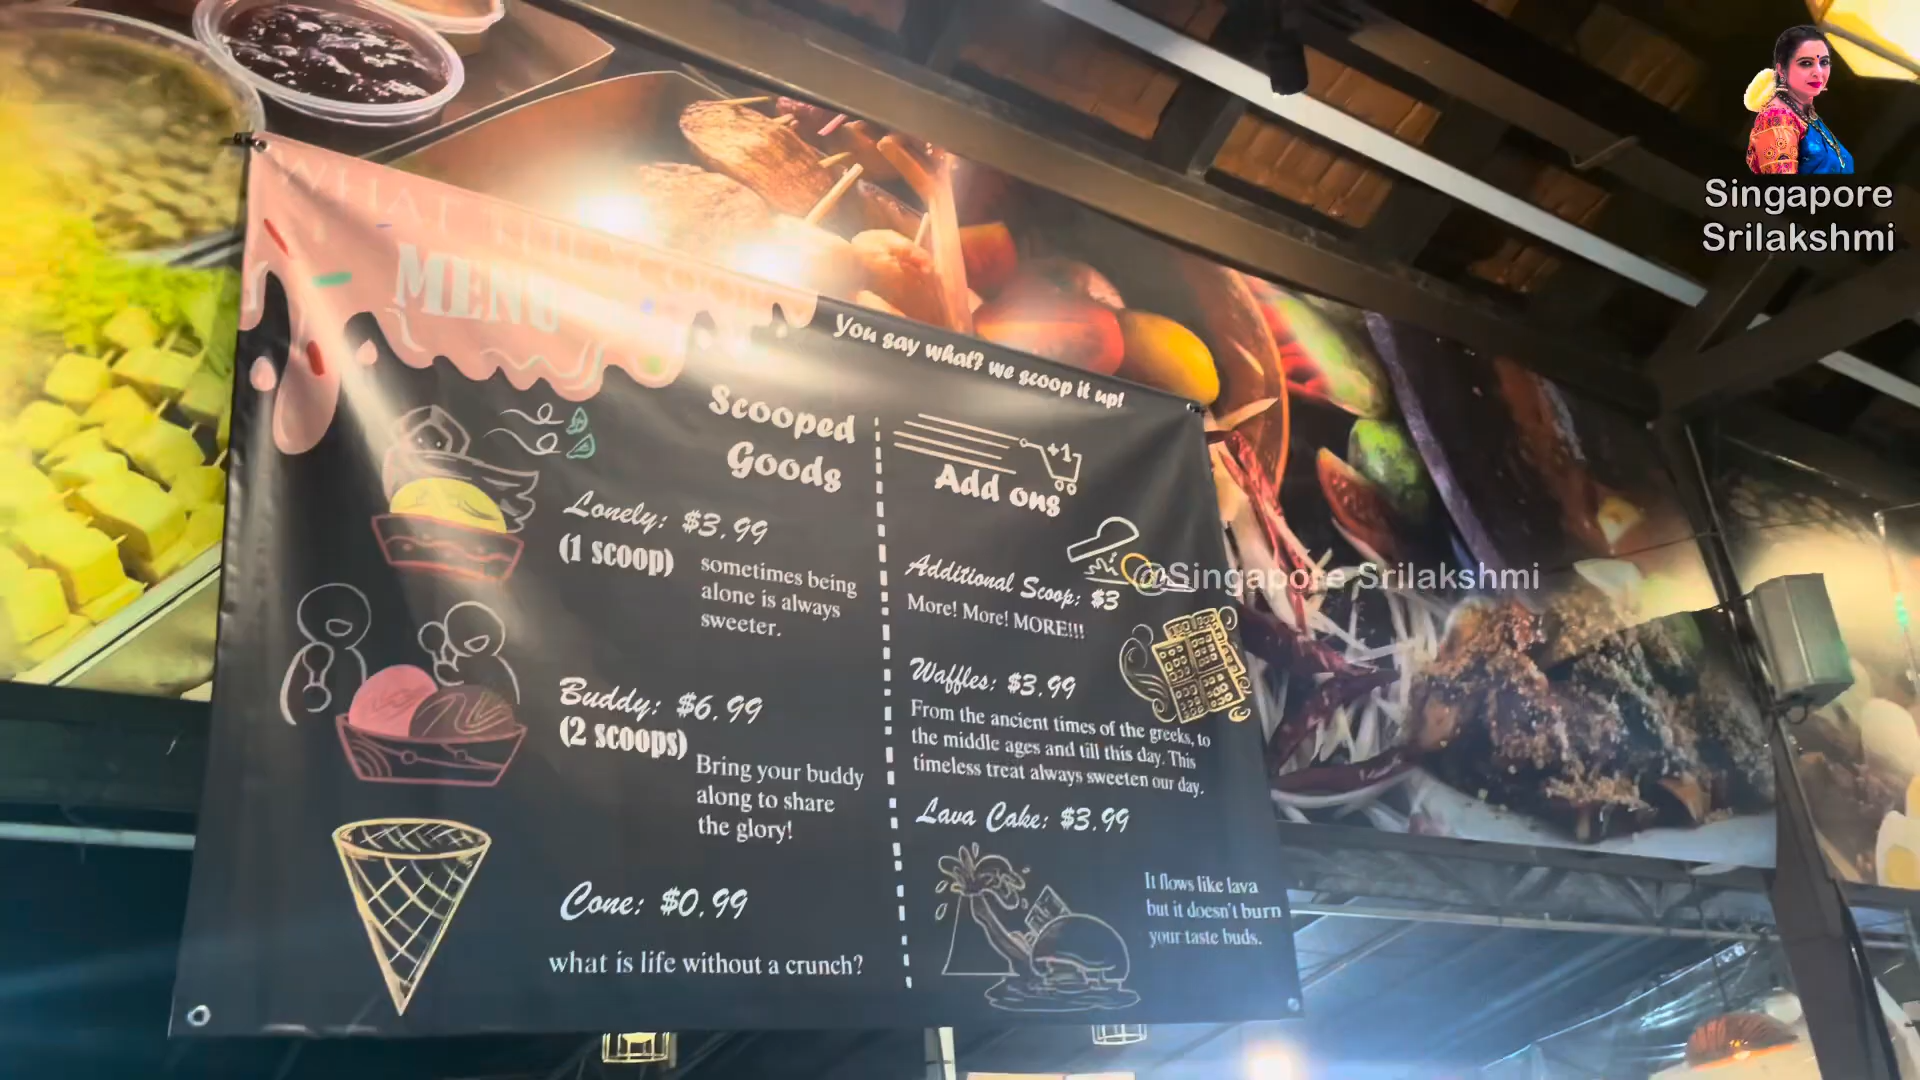 WHAT THE SCOOP
MENU
You say what? we scoop it up!
Scooped
Goods
Lonely: $3.99
(1 scoop)
sometimes being
alone is always
sweeter.
Buddy: $6.99
(2 scoops)
Bring your buddy
along to share
the glory!
Cone: $0.99
what is life without a crunch?
+1
Add ons
Additional Scoop: $3
More! More! MORE!!!
Waffles: $3.99
From the ancient times of the greeks, to
the middle ages and till this day. This
timeless treat always sweeten our day.
Lava Cake: $3.99
It flows like lava
but it doesn't burn
your taste buds.
@Singapore Srilakshmi
Singapore
Srilakshmi